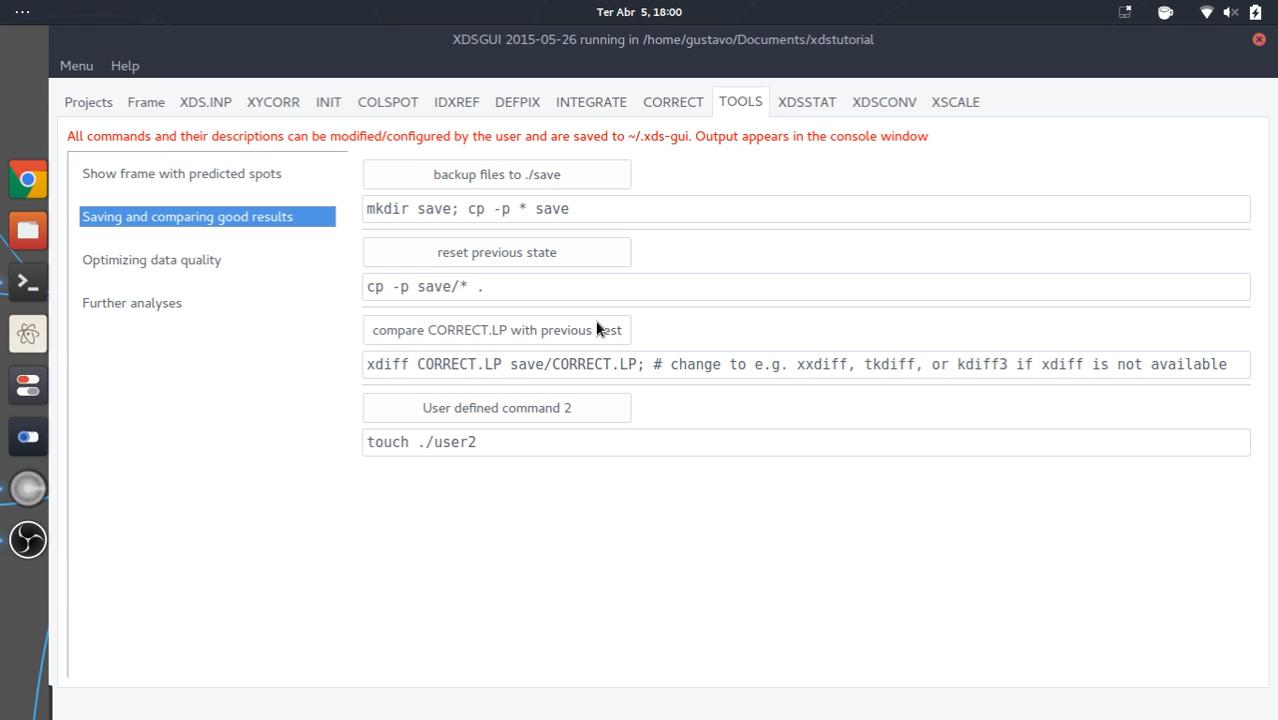 Ter Abr 5, 18:00
XDSGUI 2015-05-26 running in /home/gustavo/Documents/xdstutorial
Menu Help
Projects Frame XDS.INP XYCORR INIT COLSPOT IDXREF DEFPIX INTEGRATE CORRECT TOOLS XDSSTAT XDSCONV XSCALE
All commands and their descriptions can be modified/configured by the user and are saved to ~/.xds-gui. Output appears in the console window
Show frame with predicted spots
Saving and comparing good results
Optimizing data quality
Further analyses
backup files to ./save
mkdir save; cp -p * save
reset previous state
cp -p save/* .
compare CORRECT.LP with previous
xdiff CORRECT.LP save/CORRECT.LP; # change to e.g. xxdiff, tkdiff, or kdiff3 if xdiff is not available
User defined command 2
touch ./user2